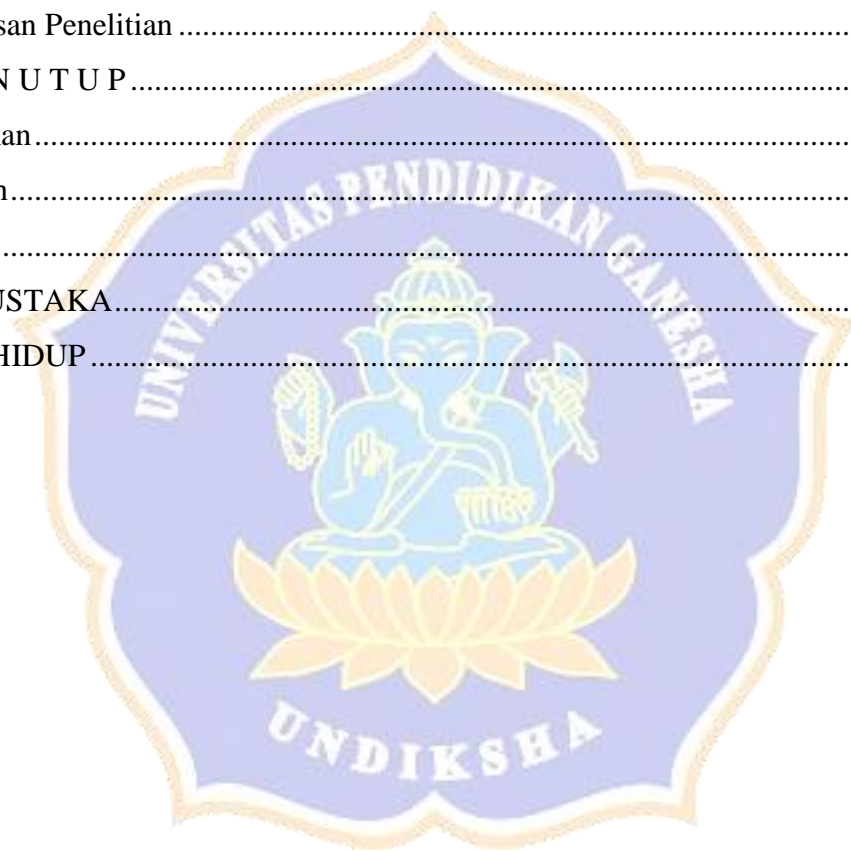 san Penelitian ....................................................................................
N U T U P ..........................................................................................
an ......................................................................................................
n .........................................................................................................
..........................................................................................................
USTAKA ............................................................................................
HIDUP ...............................................................................................
UNIVERSITAS PENDIDIKAN GANESHA
UNDIKSHA